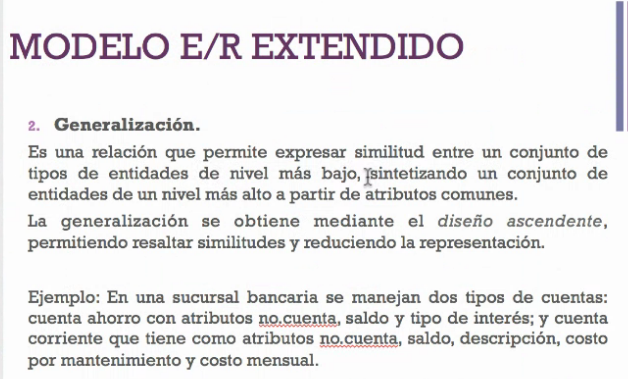 MODELO E/R EXTENDIDO
2. Generalización.
Es una relación que permite expresar similitud entre un conjunto de
tipos de entidades de nivel más bajo, sintetizando un conjunto de
entidades de un nivel más alto a partir de atributos comunes.
La generalización se obtiene mediante el diseño ascendente,
permitiendo resaltar similitudes y reduciendo la representación.
Ejemplo: En una sucursal bancaria se manejan dos tipos de cuentas:
cuenta ahorro con atributos no.cuenta, saldo y tipo de interés; y cuenta
corriente que tiene como atributos no.cuenta, saldo, descripción, costo
por mantenimiento y costo mensual.